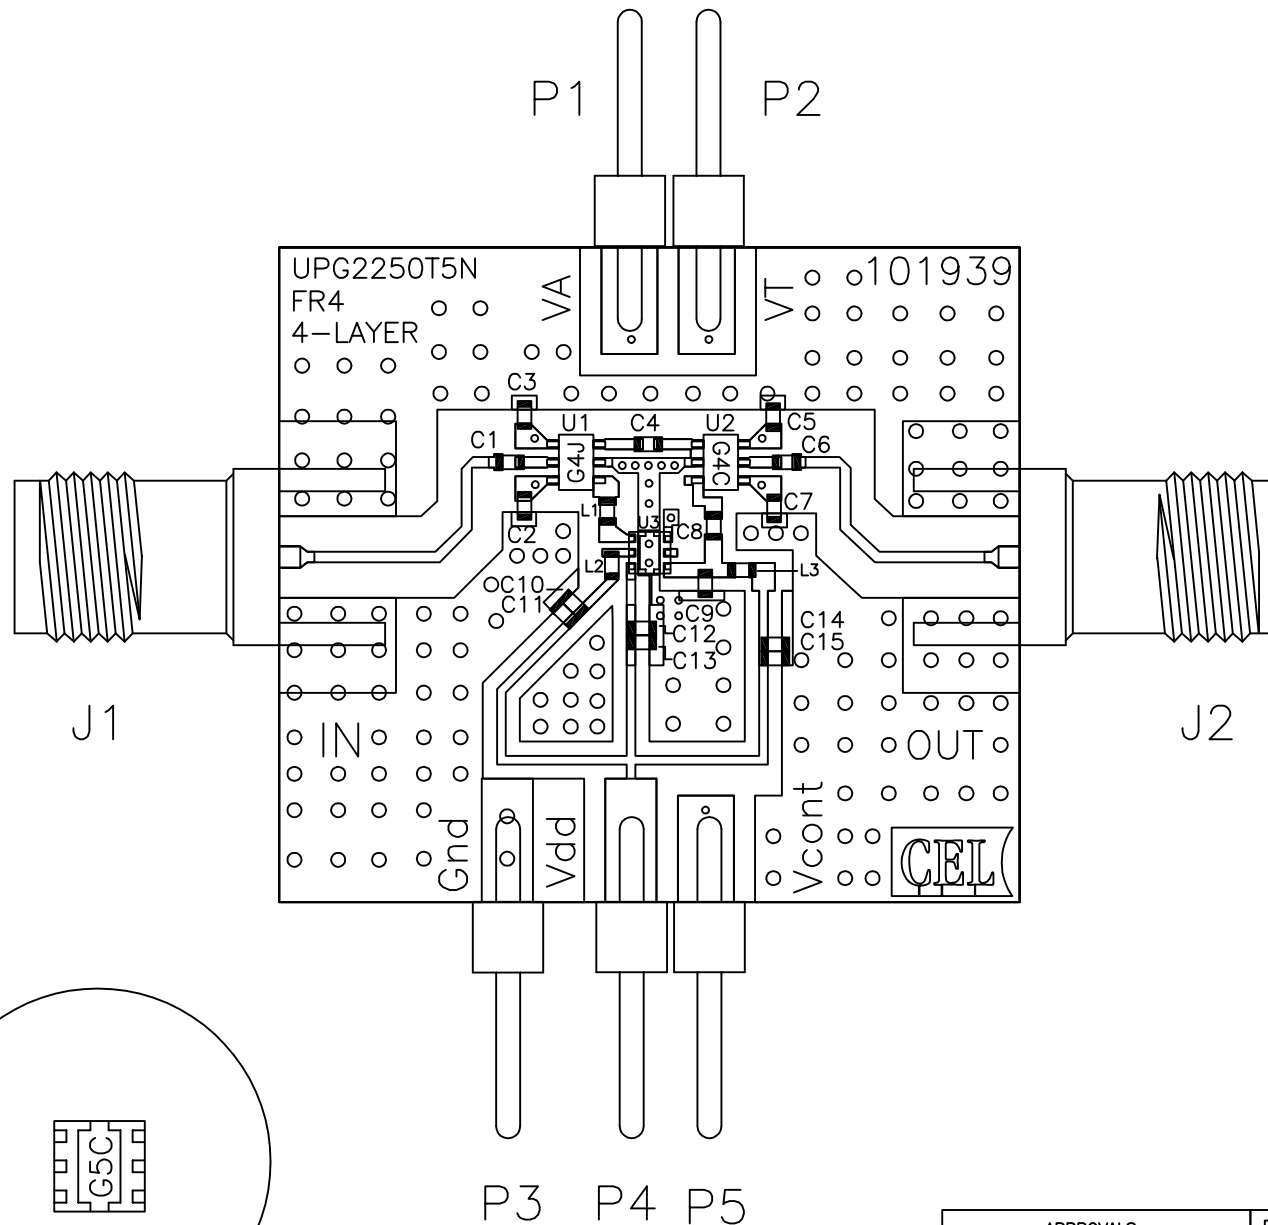 P1 P2
UPG2250T5N
FR4
4-LAYER
VA
VT
101939
C3
U1
C4
U2
C5
C1
G4J
G4C
C6
C2
L1
U3
C8
C7
L2
L3
C10
C11
C9
C12
C13
C14
C15
J1
J2
IN
OUT
Gnd
Vdd
Vcont
CEL
G5C
P3 P4 P5